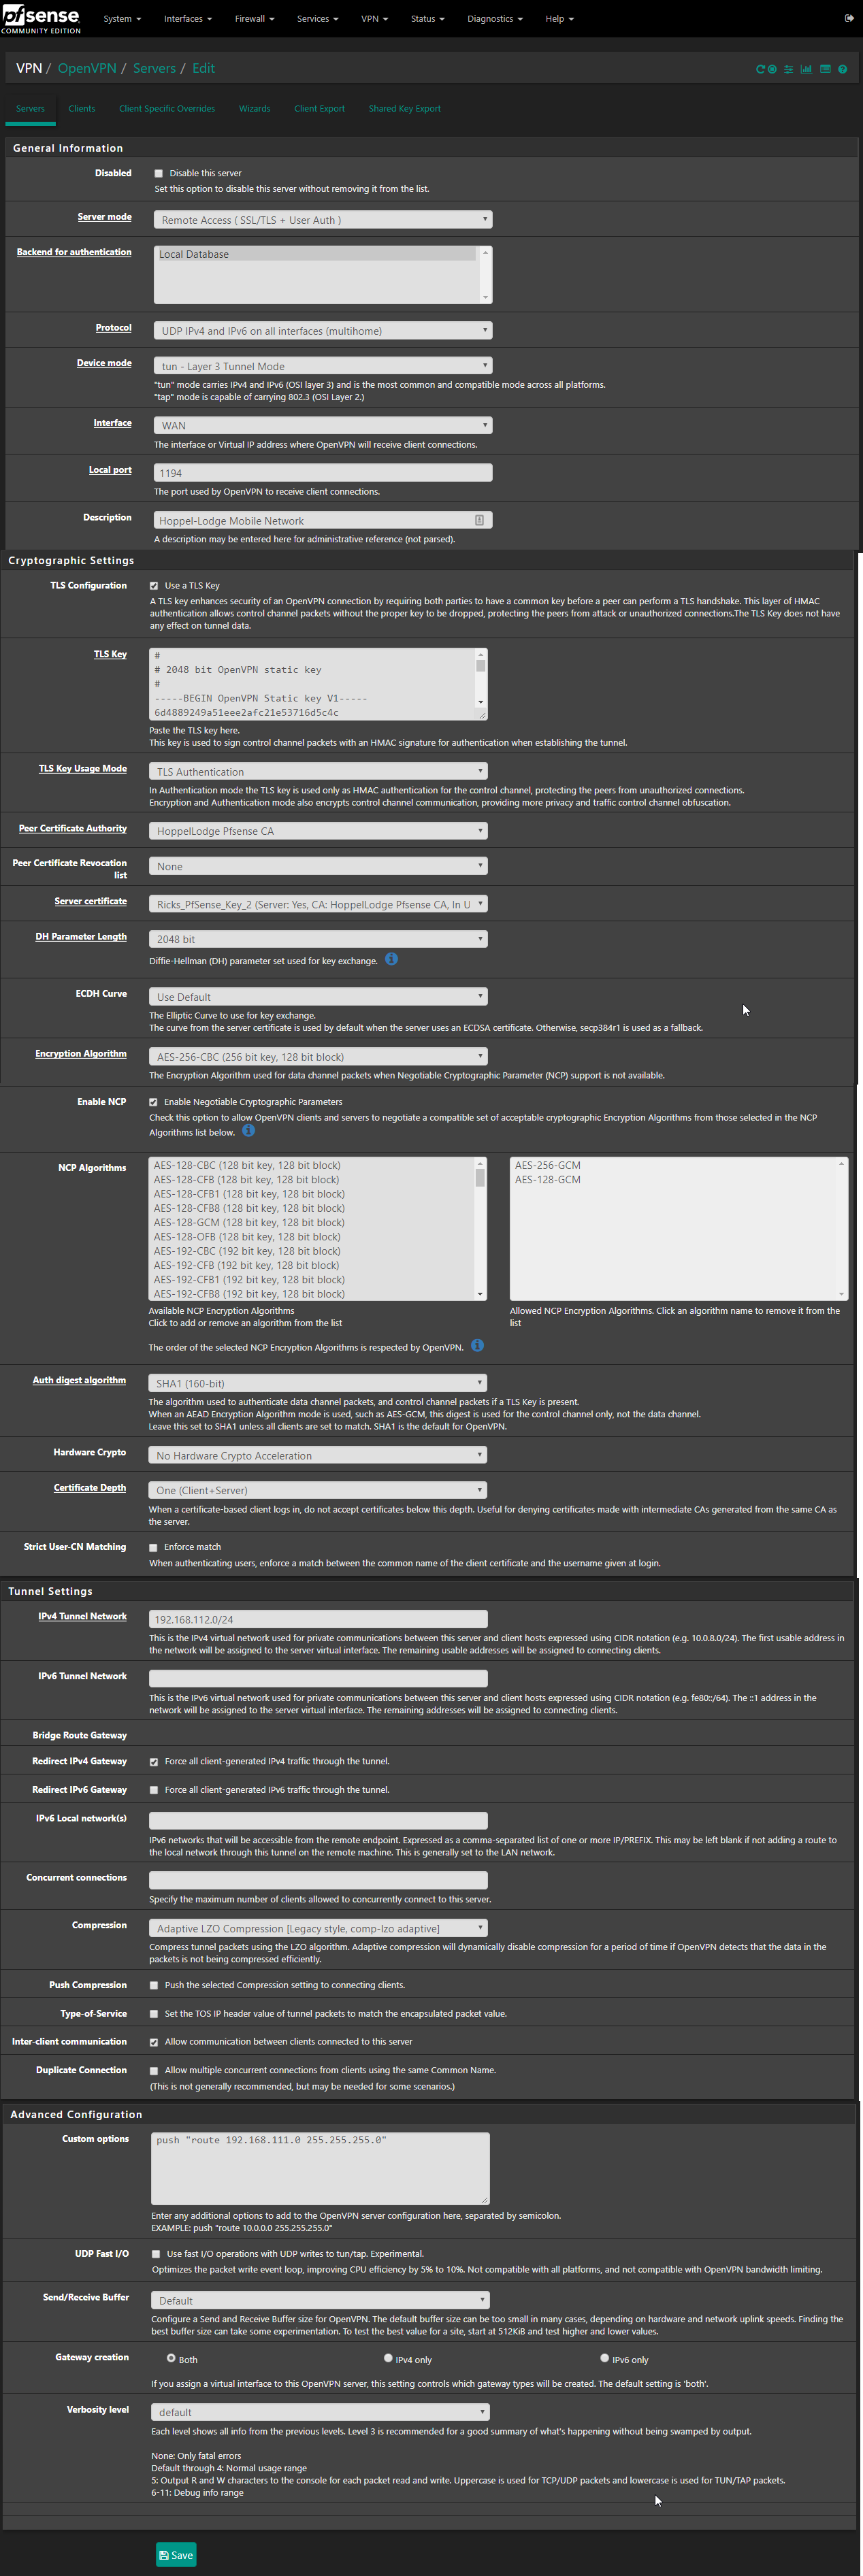 pfsense
COMMUNITY EDITION
System Interfaces Firewall Services VPN Status Diagnostics Help
VPN / OpenVPN / Servers / Edit
Servers Clients Client Specific Overrides Wizards Client Export Shared Key Export
General Information
Disabled Disable this server
Set this option to disable this server without removing it from the list.
Server mode Remote Access ( SSL/TLS + User Auth )
Backend for authentication Local Database
Protocol UDP IPv4 and IPv6 on all interfaces (multihome)
Device mode tun - Layer 3 Tunnel Mode
"tun" mode carries IPv4 and IPv6 (OSI layer 3) and is the most common and compatible mode across all platforms.
"tap" mode is capable of carrying 802.3 (OSI Layer 2.)
Interface WAN
The interface or Virtual IP address where OpenVPN will receive client connections.
Local port 1194
The port used by OpenVPN to receive client connections.
Description Hoppel-Lodge Mobile Network
A description may be entered here for administrative reference (not parsed).
Cryptographic Settings
TLS Configuration Use a TLS Key
A TLS key enhances security of an OpenVPN connection by requiring both parties to have a common key before a peer can perform a TLS handshake. This layer of HMAC
authentication allows control channel packets without the proper key to be dropped, protecting the peers from attack or unauthorized connections.The TLS Key does not have
any effect on tunnel data.
TLS Key #
# 2048 bit OpenVPN static key
#
-----BEGIN OpenVPN Static key V1-----
6d4889249a51eee2afc21e53716d5c4c
Paste the TLS key here.
This key is used to sign control channel packets with an HMAC signature for authentication when establishing the tunnel.
TLS Key Usage Mode TLS Authentication
In Authentication mode the TLS key is used only as HMAC authentication for the control channel, protecting the peers from unauthorized connections.
Encryption and Authentication mode also encrypts control channel communication, providing more privacy and traffic control channel obfuscation.
Peer Certificate Authority HoppelLodge Pfsense CA
Peer Certificate Revocation
list None
Server certificate Ricks_PfSense_Key_2 (Server: Yes, CA: HoppelLodge Pfsense CA, In U
DH Parameter Length 2048 bit
Diffie-Hellman (DH) parameter set used for key exchange.
ECDH Curve Use Default
The Elliptic Curve to use for key exchange.
The curve from the server certificate is used by default when the server uses an ECDSA certificate. Otherwise, secp384r1 is used as a fallback.
Encryption Algorithm AES-256-CBC (256 bit key, 128 bit block)
The Encryption Algorithm used for data channel packets when Negotiable Cryptographic Parameter (NCP) support is not available.
Enable NCP Enable Negotiable Cryptographic Parameters
Check this option to allow OpenVPN clients and servers to negotiate a compatible set of acceptable cryptographic Encryption Algorithms from those selected in the NCP
Algorithms list below.
NCP Algorithms AES-128-CBC (128 bit key, 128 bit block) AES-256-GCM
AES-128-CFB (128 bit key, 128 bit block) AES-128-GCM
AES-128-CFB1 (128 bit key, 128 bit block)
AES-128-CFB8 (128 bit key, 128 bit block)
AES-128-GCM (128 bit key, 128 bit block)
AES-128-OFB (128 bit key, 128 bit block)
AES-192-CBC (192 bit key, 128 bit block)
AES-192-CFB (192 bit key, 128 bit block)
AES-192-CFB1 (192 bit key, 128 bit block)
AES-192-CFB8 (192 bit key, 128 bit block)
Available NCP Encryption Algorithms
Click to add or remove an algorithm from the list
Allowed NCP Encryption Algorithms. Click an algorithm name to remove it from the
list
The order of the selected NCP Encryption Algorithms is respected by OpenVPN.
Auth digest algorithm SHA1 (160-bit)
The algorithm used to authenticate data channel packets, and control channel packets if a TLS Key is present.
When an AEAD Encryption Algorithm mode is used, such as AES-GCM, this digest is used for the control channel only, not the data channel.
Leave this set to SHA1 unless all clients are set to match. SHA1 is the default for OpenVPN.
Hardware Crypto No Hardware Crypto Acceleration
Certificate Depth One (Client+Server)
When a certificate-based client logs in, do not accept certificates below this depth. Useful for denying certificates made with intermediate CAs generated from the same CA as
the server.
Strict User-CN Matching Enforce match
When authenticating users, enforce a match between the common name of the client certificate and the username given at login.
Tunnel Settings
IPv4 Tunnel Network 192.168.112.0/24
This is the IPv4 virtual network used for private communications between this server and client hosts expressed using CIDR notation (e.g. 10.0.8.0/24). The first usable address in
the network will be assigned to the server virtual interface. The remaining usable addresses will be assigned to connecting clients.
IPv6 Tunnel Network
This is the IPv6 virtual network used for private communications between this server and client hosts expressed using CIDR notation (e.g. fe80::/64). The ::1 address in the
network will be assigned to the server virtual interface. The remaining addresses will be assigned to connecting clients.
Bridge Route Gateway
Redirect IPv4 Gateway Force all client-generated IPv4 traffic through the tunnel.
Redirect IPv6 Gateway Force all client-generated IPv6 traffic through the tunnel.
IPv6 Local network(s)
IPv6 networks that will be accessible from the remote endpoint. Expressed as a comma-separated list of one or more IP/PREFIX. This may be left blank if not adding a route to
the local network through this tunnel on the remote machine. This is generally set to the LAN network.
Concurrent connections
Specify the maximum number of clients allowed to concurrently connect to this server.
Compression Adaptive LZO Compression [Legacy style, comp-lzo adaptive]
Compress tunnel packets using the LZO algorithm. Adaptive compression will dynamically disable compression for a period of time if OpenVPN detects that the data in the
packets is not being compressed efficiently.
Push Compression Push the selected Compression setting to connecting clients.
Type-of-Service Set the TOS IP header value of tunnel packets to match the encapsulated packet value.
Inter-client communication Allow communication between clients connected to this server
Duplicate Connection Allow multiple concurrent connections from clients using the same Common Name.
(This is not generally recommended, but may be needed for some scenarios.)
Advanced Configuration
Custom options push "route 192.168.111.0 255.255.255.0"
Enter any additional options to add to the OpenVPN server configuration here, separated by semicolon.
EXAMPLE: push "route 10.0.0.0 255.255.255.0"
UDP Fast I/O Use fast I/O operations with UDP writes to tun/tap. Experimental.
Optimizes the packet write event loop, improving CPU efficiency by 5% to 10%. Not compatible with all platforms, and not compatible with OpenVPN bandwidth limiting.
Send/Receive Buffer Default
Configure a Send and Receive Buffer size for OpenVPN. The default buffer size can be too small in many cases, depending on hardware and network uplink speeds. Finding the
best buffer size can take some experimentation. To test the best value for a site, start at 512KiB and test higher and lower values.
Gateway creation Both IPv4 only IPv6 only
If you assign a virtual interface to this OpenVPN server, this setting controls which gateway types will be created. The default setting is 'both'.
Verbosity level default
Each level shows all info from the previous levels. Level 3 is recommended for a good summary of what's happening without being swamped by output.
None: Only fatal errors
Default through 4: Normal usage range
5: Output R and W characters to the console for each packet read and write. Uppercase is used for TCP/UDP packets and lowercase is used for TUN/TAP packets.
6-11: Debug info range
Save